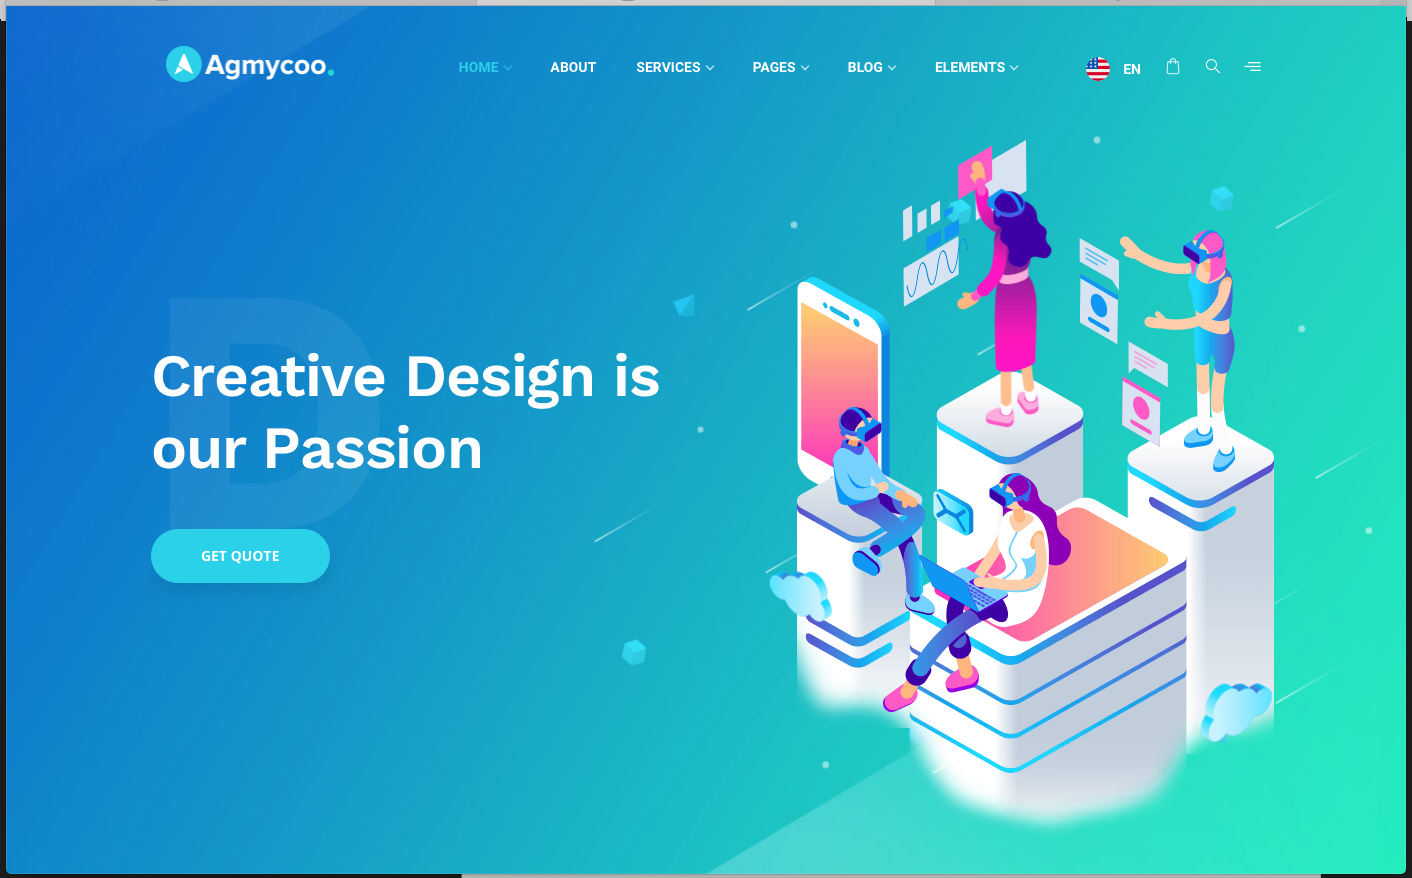 Agmycoo.
HOME ABOUT SERVICES PAGES BLOG ELEMENTS EN
D
Creative Design is
our Passion
GET QUOTE